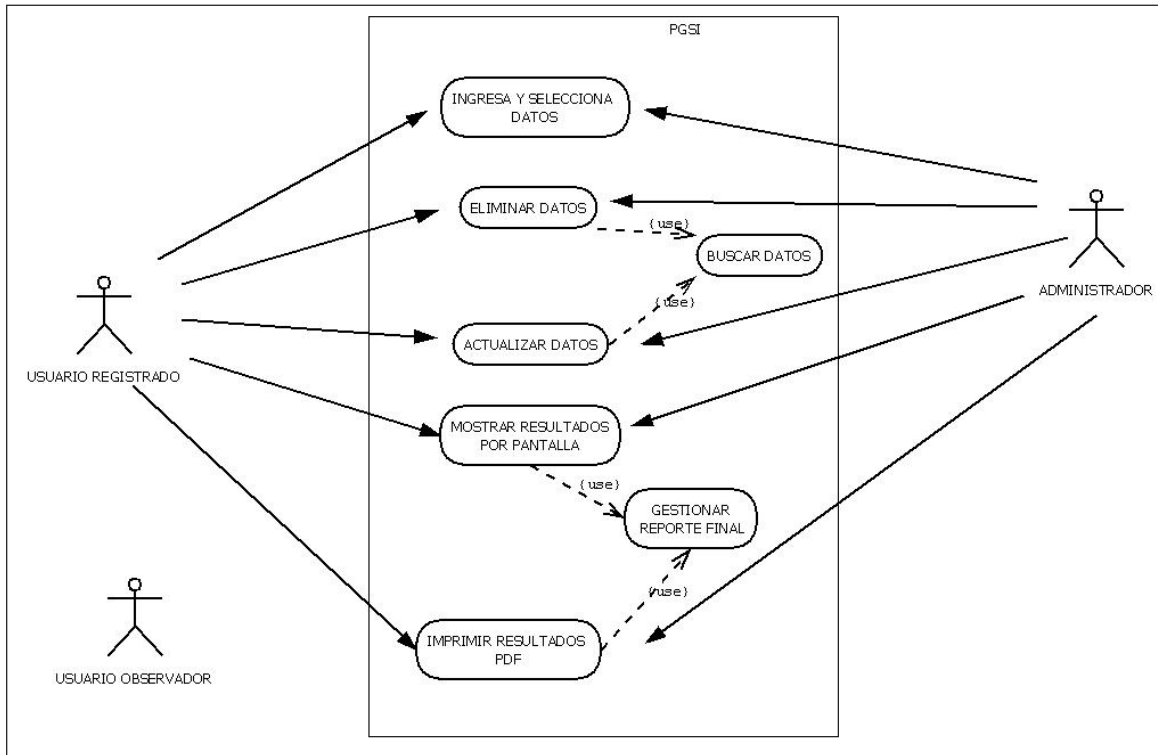 PGSI
INGRESA Y SELECCIONA
DATOS
ELIMINAR DATOS
{use}
BUSCAR DATOS
{use}
ADMINISTRADOR
ACTUALIZAR DATOS
USUARIO REGISTRADO
MOSTRAR RESULTADOS
POR PANTALLA
{use}
GESTIONAR
REPORTE FINAL
{use}
IMPRIMIR RESULTADOS
PDF
USUARIO OBSERVADOR